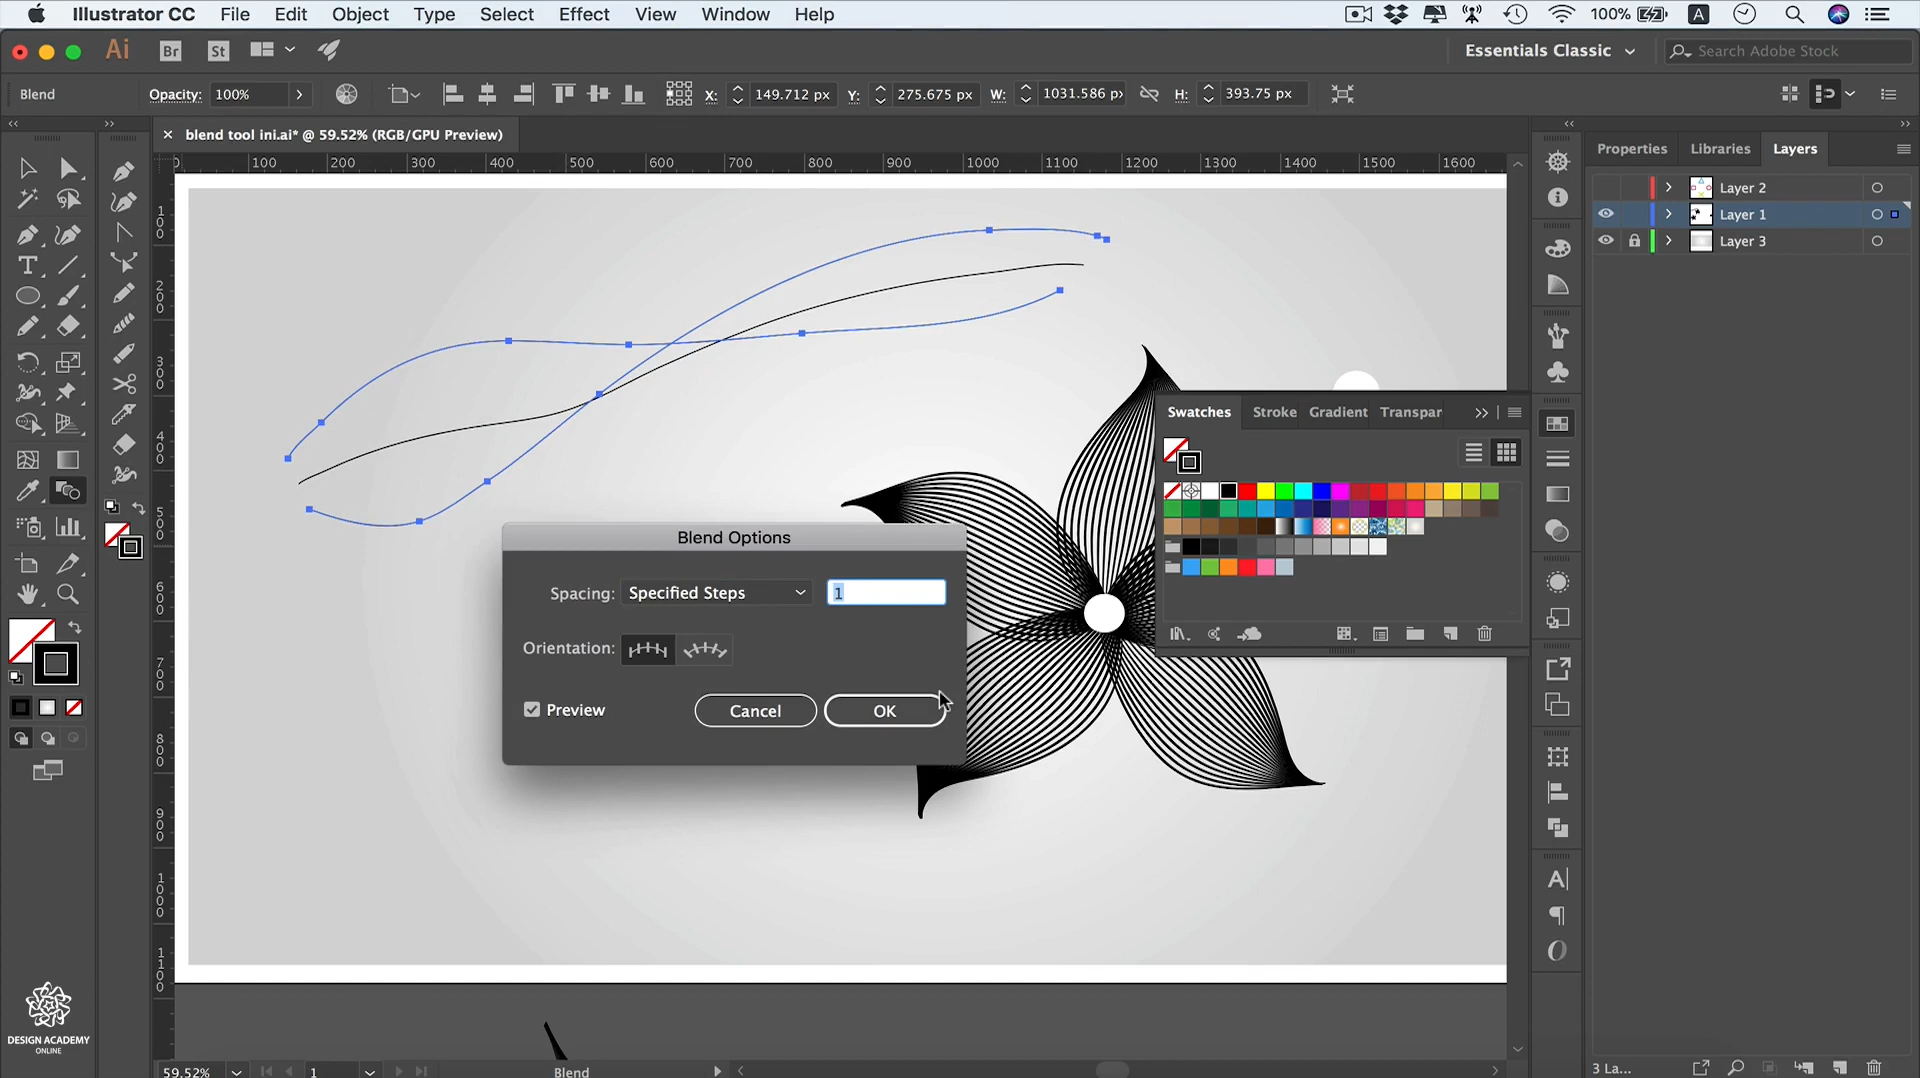 Illustrator CC File Edit Object Type Select Effect View Window Help 100% A
Ai Br St Essentials Classic Search Adobe Stock
Blend Opacity: 100% X: 149.712 px Y: 275.675 px W: 1031.586 px H: 393.75 px
blend tool ini.ai* @ 59.52% (RGB/GPU Preview)
Properties Libraries Layers
0 100 200 300 400 500 600 700 800 900 1000 1100 1200 1300 1400 1500 1600
Layer 2
Layer 1
Layer 3
100
200
300
400
500
600
700
800
900
1000
1100
Swatches Stroke Gradient Transpar
Blend Options
Spacing: Specified Steps 1
Orientation:
Preview Cancel OK
DESIGN ACADEMY
ONLINE
59.52% 1 Blend 3 La...